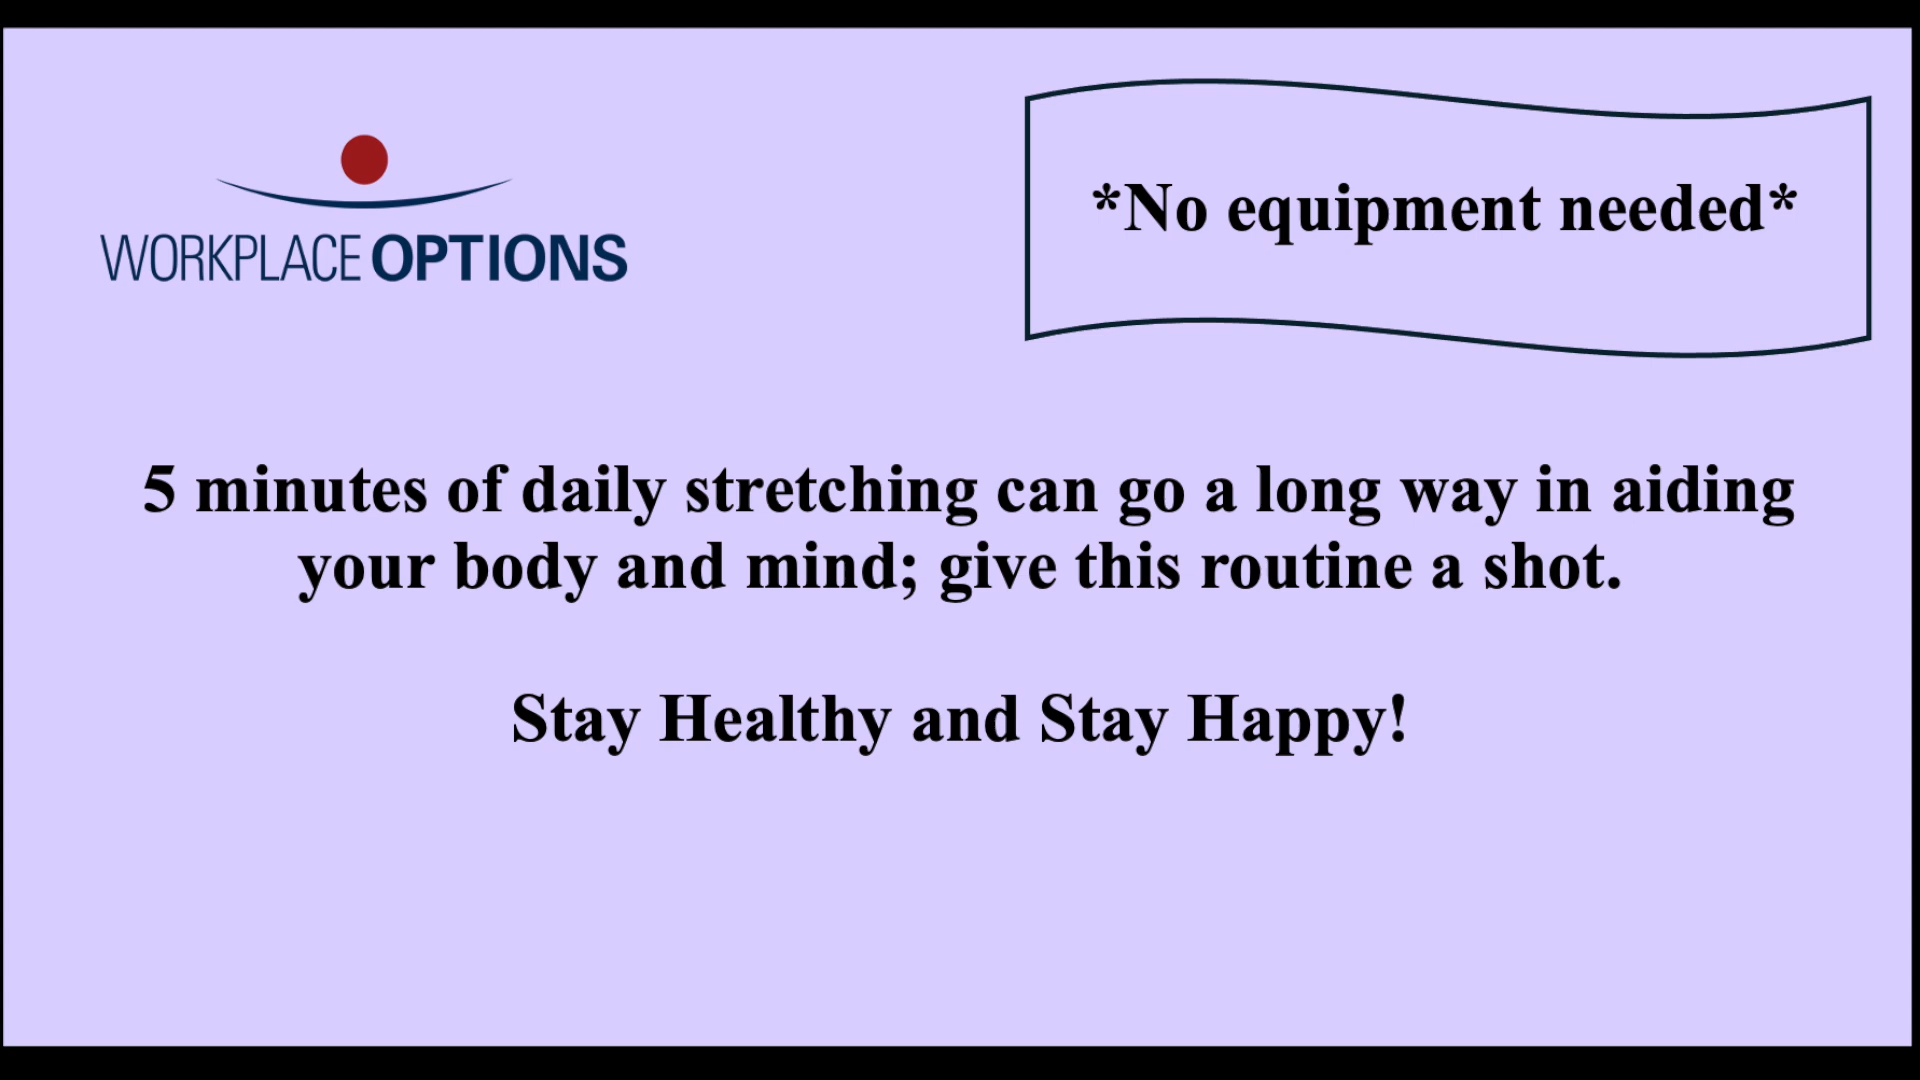 WORKPLACE OPTIONS
*No equipment needed*
5 minutes of daily stretching can go a long way in aiding
your body and mind; give this routine a shot.
Stay Healthy and Stay Happy!